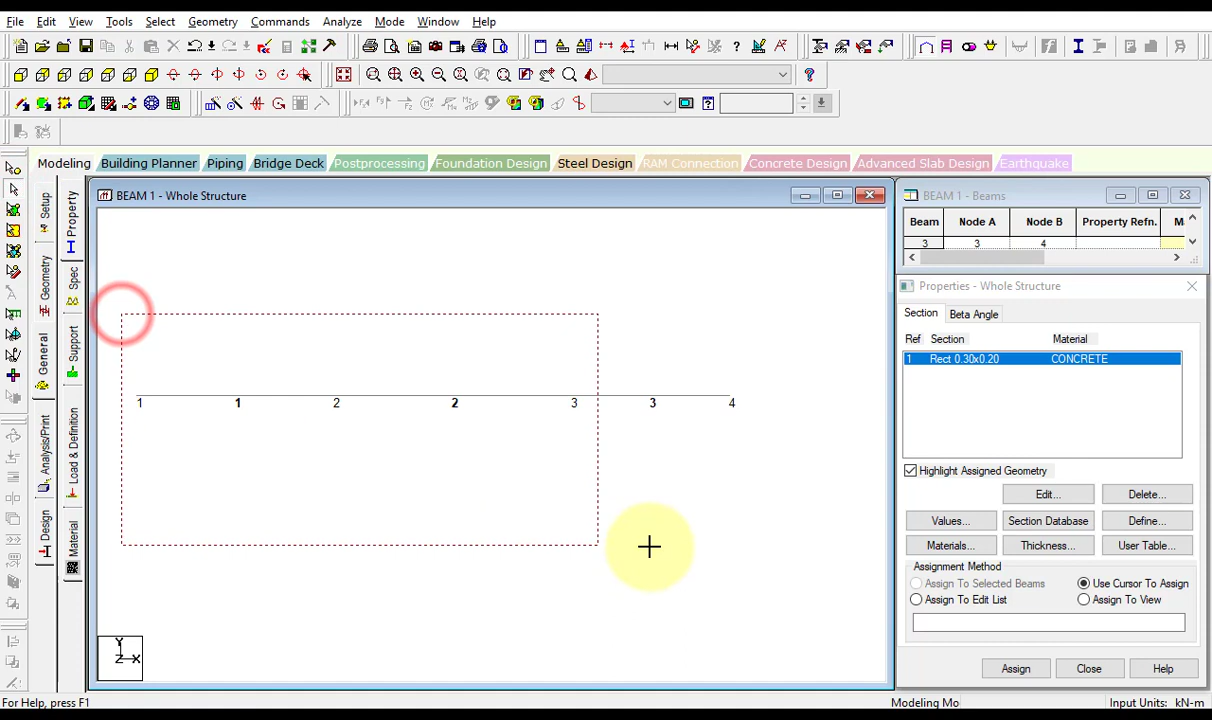 File Edit View Tools Select Geometry Commands Analyze Mode Window Help
Modeling Building Planner Piping Bridge Deck Postprocessing Foundation Design Steel Design RAM Connection Concrete Design Advanced Slab Design Earthquake
Setup
Geometry
General
Analysis/Print
Design
Property
Spec
Support
Load & Definition
Material
BEAM 1 - Whole Structure
1 1 2 2 3 3 4
Y
Z X
BEAM 1 - Beams
Beam Node A Node B Property Refn. M
3 3 4
Properties - Whole Structure
Section Beta Angle
Ref Section Material
1 Rect 0.30x0.20 CONCRETE
Highlight Assigned Geometry
Edit... Delete...
Values... Section Database Define...
Materials... Thickness... User Table...
Assignment Method
Assign To Selected Beams Use Cursor To Assign
Assign To Edit List Assign To View
Assign Close Help
For Help, press F1 Modeling Mo Input Units: kN-m